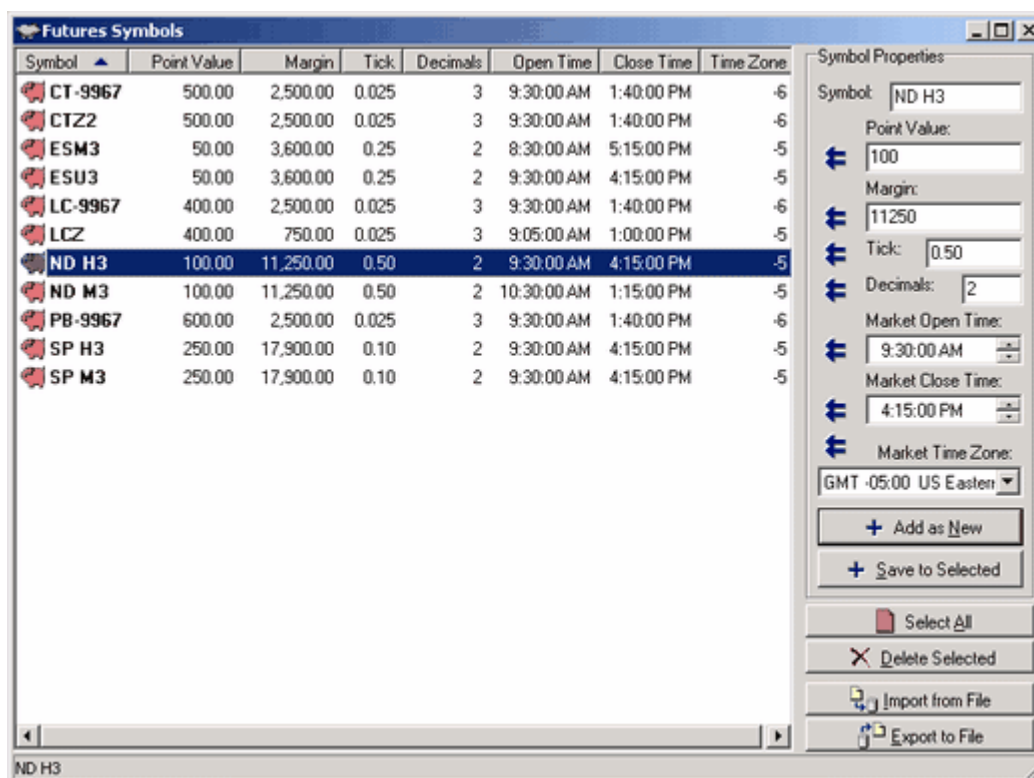 Futures Symbols
Symbol Point Value Margin Tick Decimals Open Time Close Time Time Zone
CT-9967 500.00 2,500.00 0.025 3 9:30:00 AM 1:40:00 PM -6
CTZ2 500.00 2,500.00 0.025 3 9:30:00 AM 1:40:00 PM -6
ESM3 50.00 3,600.00 0.25 2 8:30:00 AM 5:15:00 PM -5
ESU3 50.00 3,600.00 0.25 2 9:30:00 AM 4:15:00 PM -5
LC-9967 400.00 2,500.00 0.025 3 9:30:00 AM 1:40:00 PM -6
LCZ 400.00 750.00 0.025 3 9:05:00 AM 1:00:00 PM -5
ND H3 100.00 11,250.00 0.50 2 9:30:00 AM 4:15:00 PM -5
ND M3 100.00 11,250.00 0.50 2 10:30:00 AM 1:15:00 PM -5
PB-9967 600.00 2,500.00 0.025 3 9:30:00 AM 1:40:00 PM -6
SP H3 250.00 17,900.00 0.10 2 9:30:00 AM 4:15:00 PM -5
SP M3 250.00 17,900.00 0.10 2 9:30:00 AM 4:15:00 PM -5
Symbol Properties
Symbol: ND H3
Point Value:
100
Margin:
11250
Tick: 0.50
Decimals: 2
Market Open Time:
9:30:00 AM
Market Close Time:
4:15:00 PM
Market Time Zone:
GMT -05:00 US Eastern
Add as New
Save to Selected
Select All
Delete Selected
Import from File
Export to File
ND H3